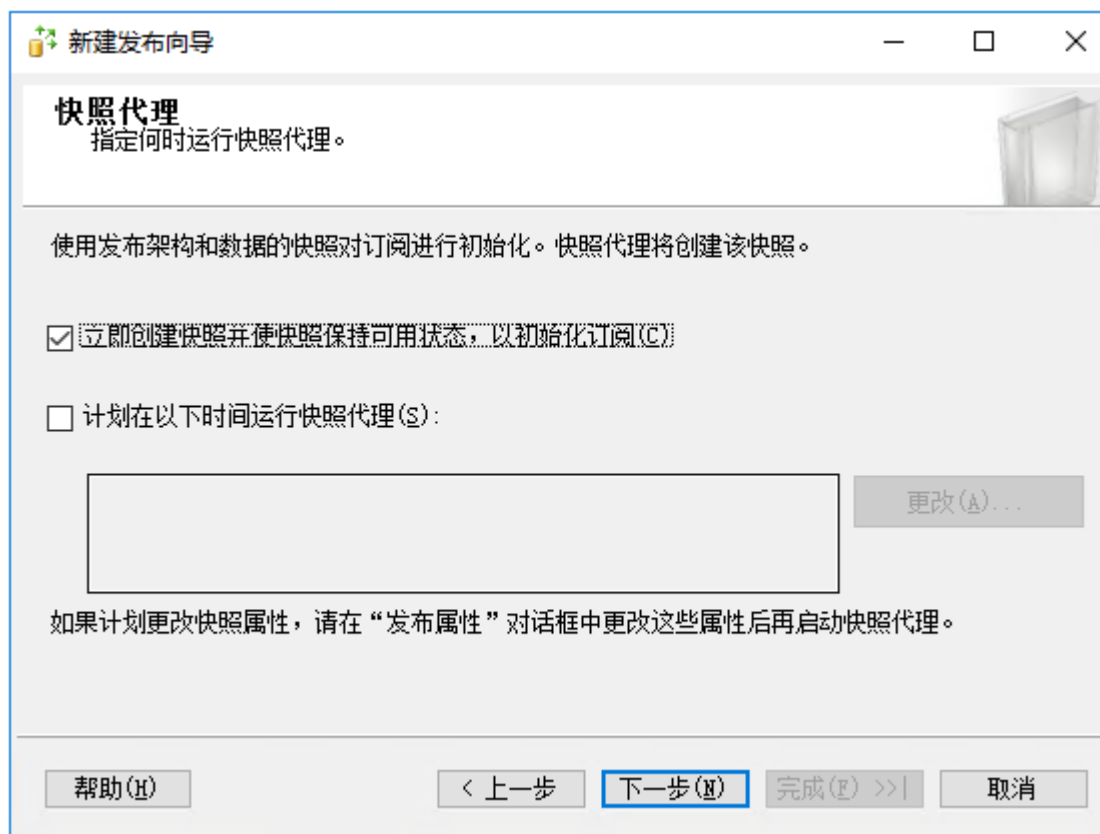 新建发布向导
快照代理
指定何时运行快照代理。
使用发布架构和数据的快照对订阅进行初始化。快照代理将创建该快照。
立即创建快照并使快照保持可用状态，以初始化订阅(C)
计划在以下时间运行快照代理(S):
更改(A)...
如果计划更改快照属性，请在“发布属性”对话框中更改这些属性后再启动快照代理。
帮助(H) < 上一步 下一步(N) 完成(F) >>| 取消